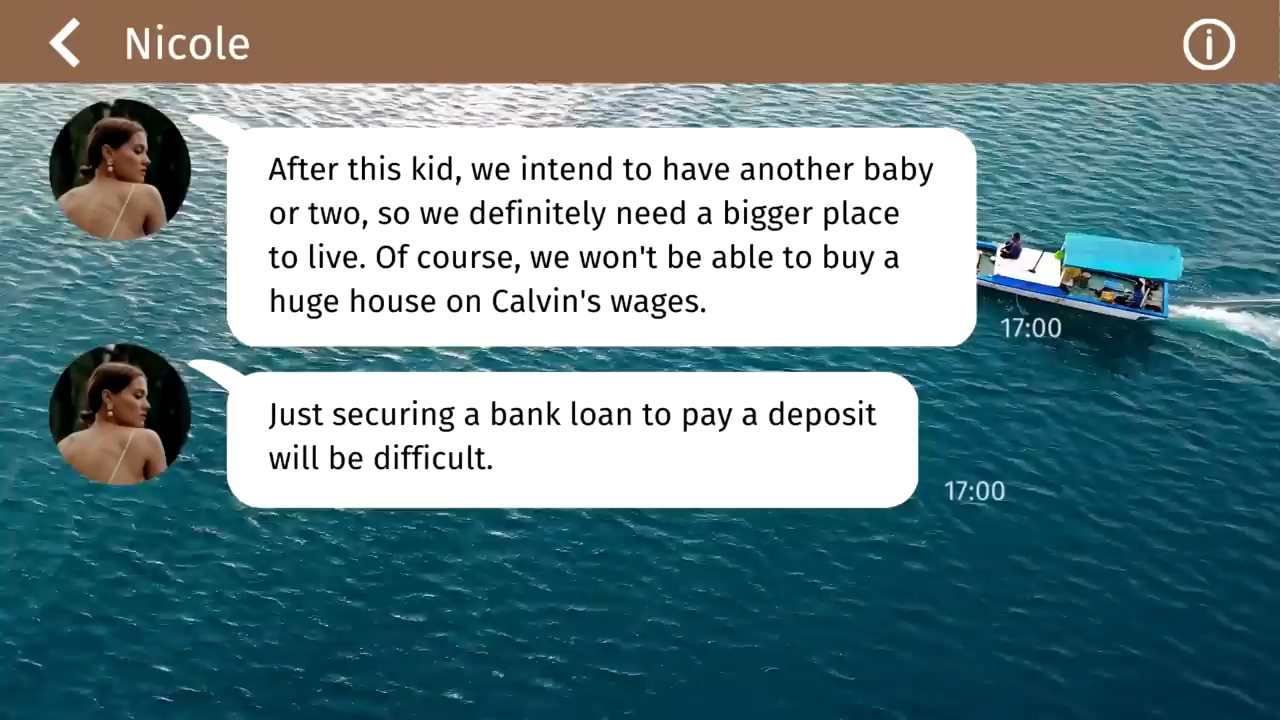 Nicole
After this kid, we intend to have another baby
or two, so we definitely need a bigger place
to live. Of course, we won't be able to buy a
huge house on Calvin's wages.
17:00
Just securing a bank loan to pay a deposit
will be difficult.
17:00